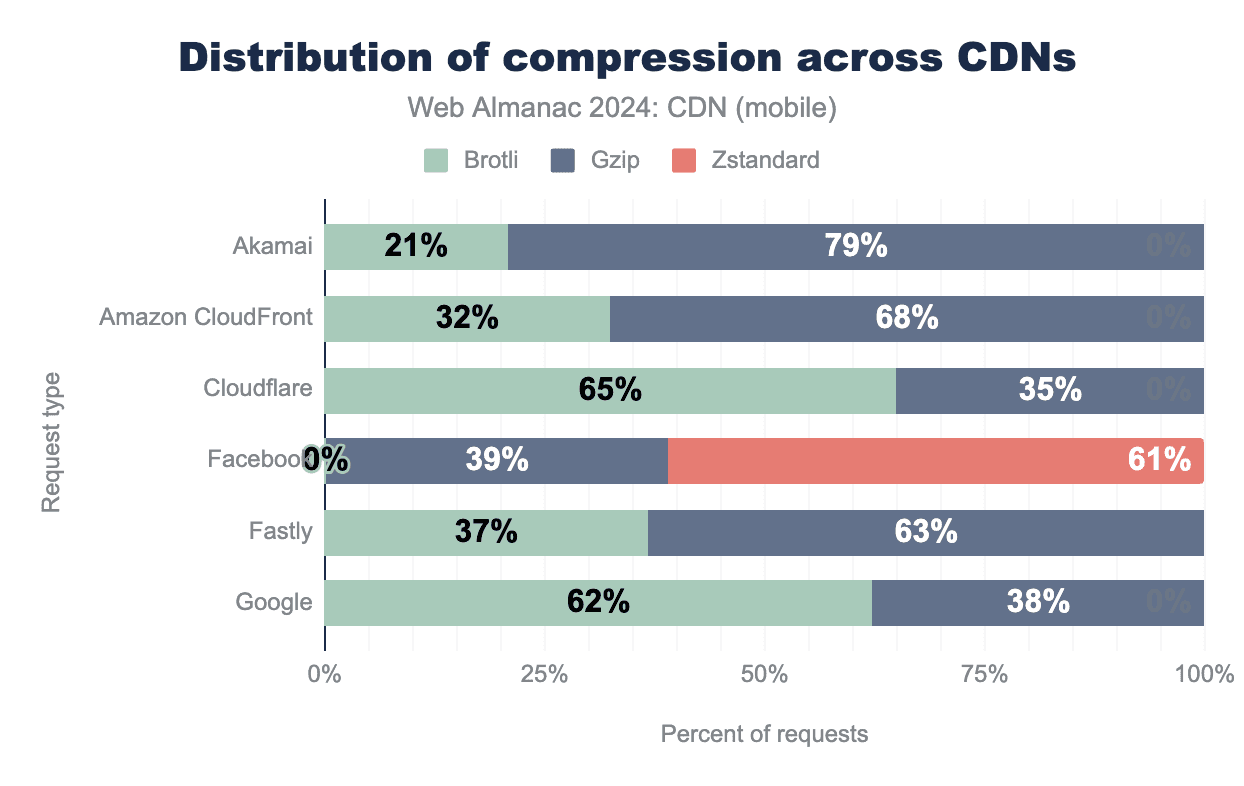 Distribution of compression across CDNs
Web Almanac 2024: CDN (mobile)
Brotli Gzip Zstandard
Request type
Akamai 21% 79% 0%
Amazon CloudFront 32% 68% 0%
Cloudflare 65% 35% 0%
Facebook 0% 39% 61%
Fastly 37% 63%
Google 62% 38% 0%
0% 25% 50% 75% 100%
Percent of requests